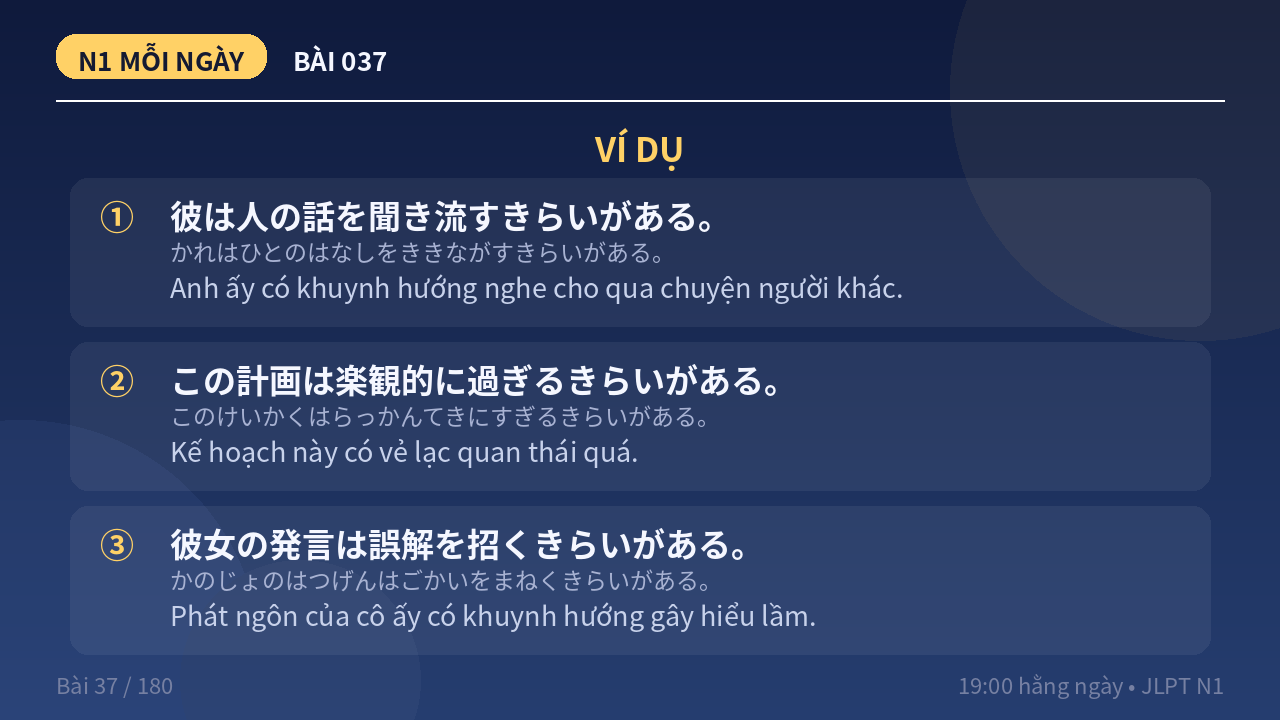 N1 MỖI NGÀY BÀI 037
VÍ DỤ
① 彼は人の話を聞き流すきらいがある。
かれはひとのはなしをききながすきらいがある。
Anh ấy có khuynh hướng nghe cho qua chuyện người khác.
② この計画は楽観的に過ぎるきらいがある。
このけいかくはらっかんてきにすぎるきらいがある。
Kế hoạch này có vẻ lạc quan thái quá.
③ 彼女の発言は誤解を招くきらいがある。
かのじょのはつげんはごかいをまねくきらいがある。
Phát ngôn của cô ấy có khuynh hướng gây hiểu lầm.
Bài 37 / 180 19:00 hằng ngày • JLPT N1